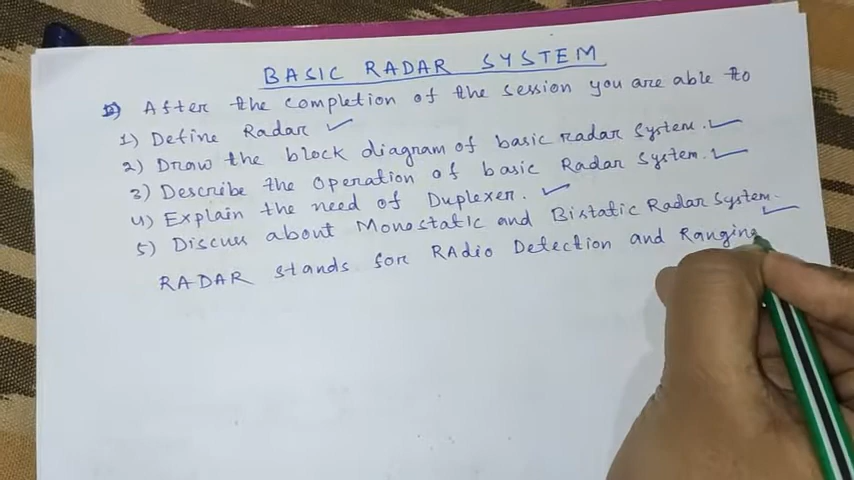 BASIC RADAR SYSTEM
After the completion of the session you are able to
1) Define Radar ✓
2) Draw the block diagram of basic radar System. ✓
3) Describe the Operation of basic Radar System. ✓
4) Explain the need of Duplexer. ✓
5) Discuss about Monostatic and Bistatic Radar System. ✓
RADAR stands for RAdio Detection and Ranging